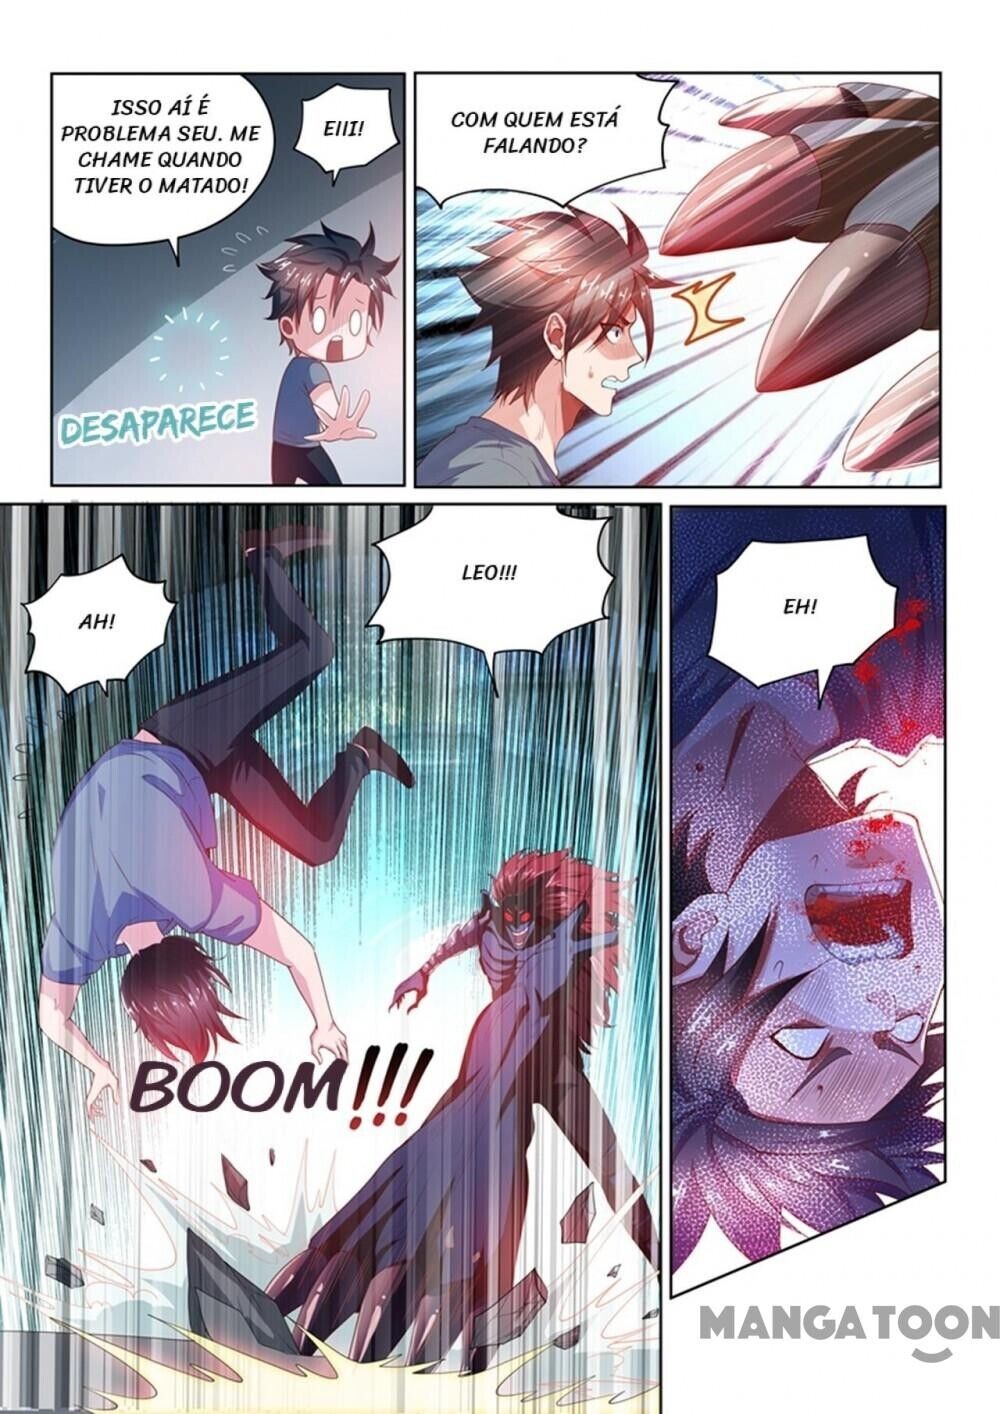 ISSO AÍ É
PROBLEMA SEU. ME
CHAME QUANDO
TIVER O MATADO!
EIII!
DESAPARECE
COM QUEM ESTÁ
FALANDO?
AH!
LEO!!!
EH!
BOOM!!!
MANGATOON